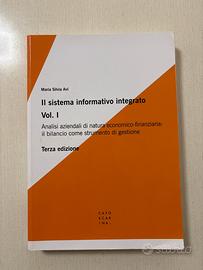 Maria Silvia Avi
Il sistema informativo integrato
Vol. I
Analisi aziendali di natura economico-finanziaria:
il bilancio come strumento di gestione
Terza edizione
CAFO
SCAR
INA